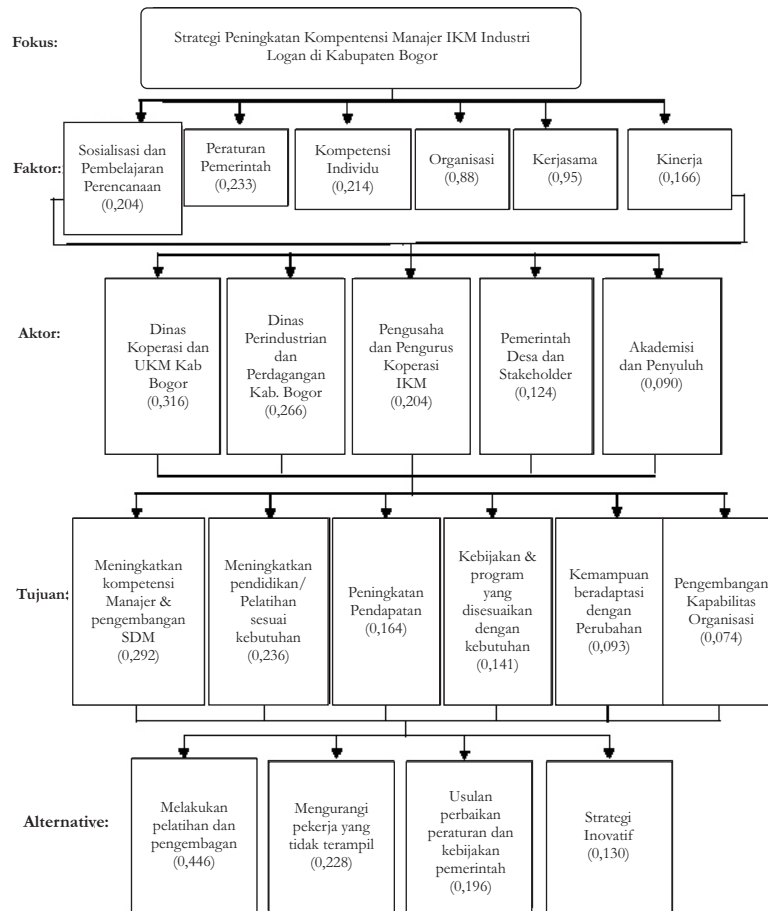 Fokus:
Strategi Peningkatan Kompentensi Manajer IKM Industri
Logan di Kabupaten Bogor
Faktor:
Sosialisasi dan
Pembelajaran
Perencanaan
(0,204)
Peraturan
Pemerintah
(0,233)
Kompetensi
Individu
(0,214)
Organisasi
(0,88)
Kerjasama
(0,95)
Kinerja
(0,166)
Aktor:
Dinas
Koperasi dan
UKM Kab
Bogor
(0,316)
Dinas
Perindustrian
dan
Perdagangan
Kab. Bogor
(0,266)
Pengusaha
dan Pengurus
Koperasi
IKM
(0,204)
Pemerintah
Desa dan
Stakeholder
(0,124)
Akademisi
dan Penyuluh
(0,090)
Tujuan:
Meningkatkan
kompetensi
Manajer &
pengembangan
SDM
(0,292)
Meningkatkan
pendidikan/
Pelatihan
sesuai
kebutuhan
(0,236)
Peningkatan
Pendapatan
(0,164)
Kebijakan &
program
yang
disesuaikan
dengan
kebutuhan
(0,141)
Kemampuan
beradaptasi
dengan
Perubahan
(0,093)
Pengembangan
Kapabilitas
Organisasi
(0,074)
Alternative:
Melakukan
pelatihan dan
pengembagan
(0,446)
Mengurangi
pekerja yang
tidak terampil
(0,228)
Usulan
perbaikan
peraturan dan
kebijakan
pemerintah
(0,196)
Strategi
Inovatif
(0,130)